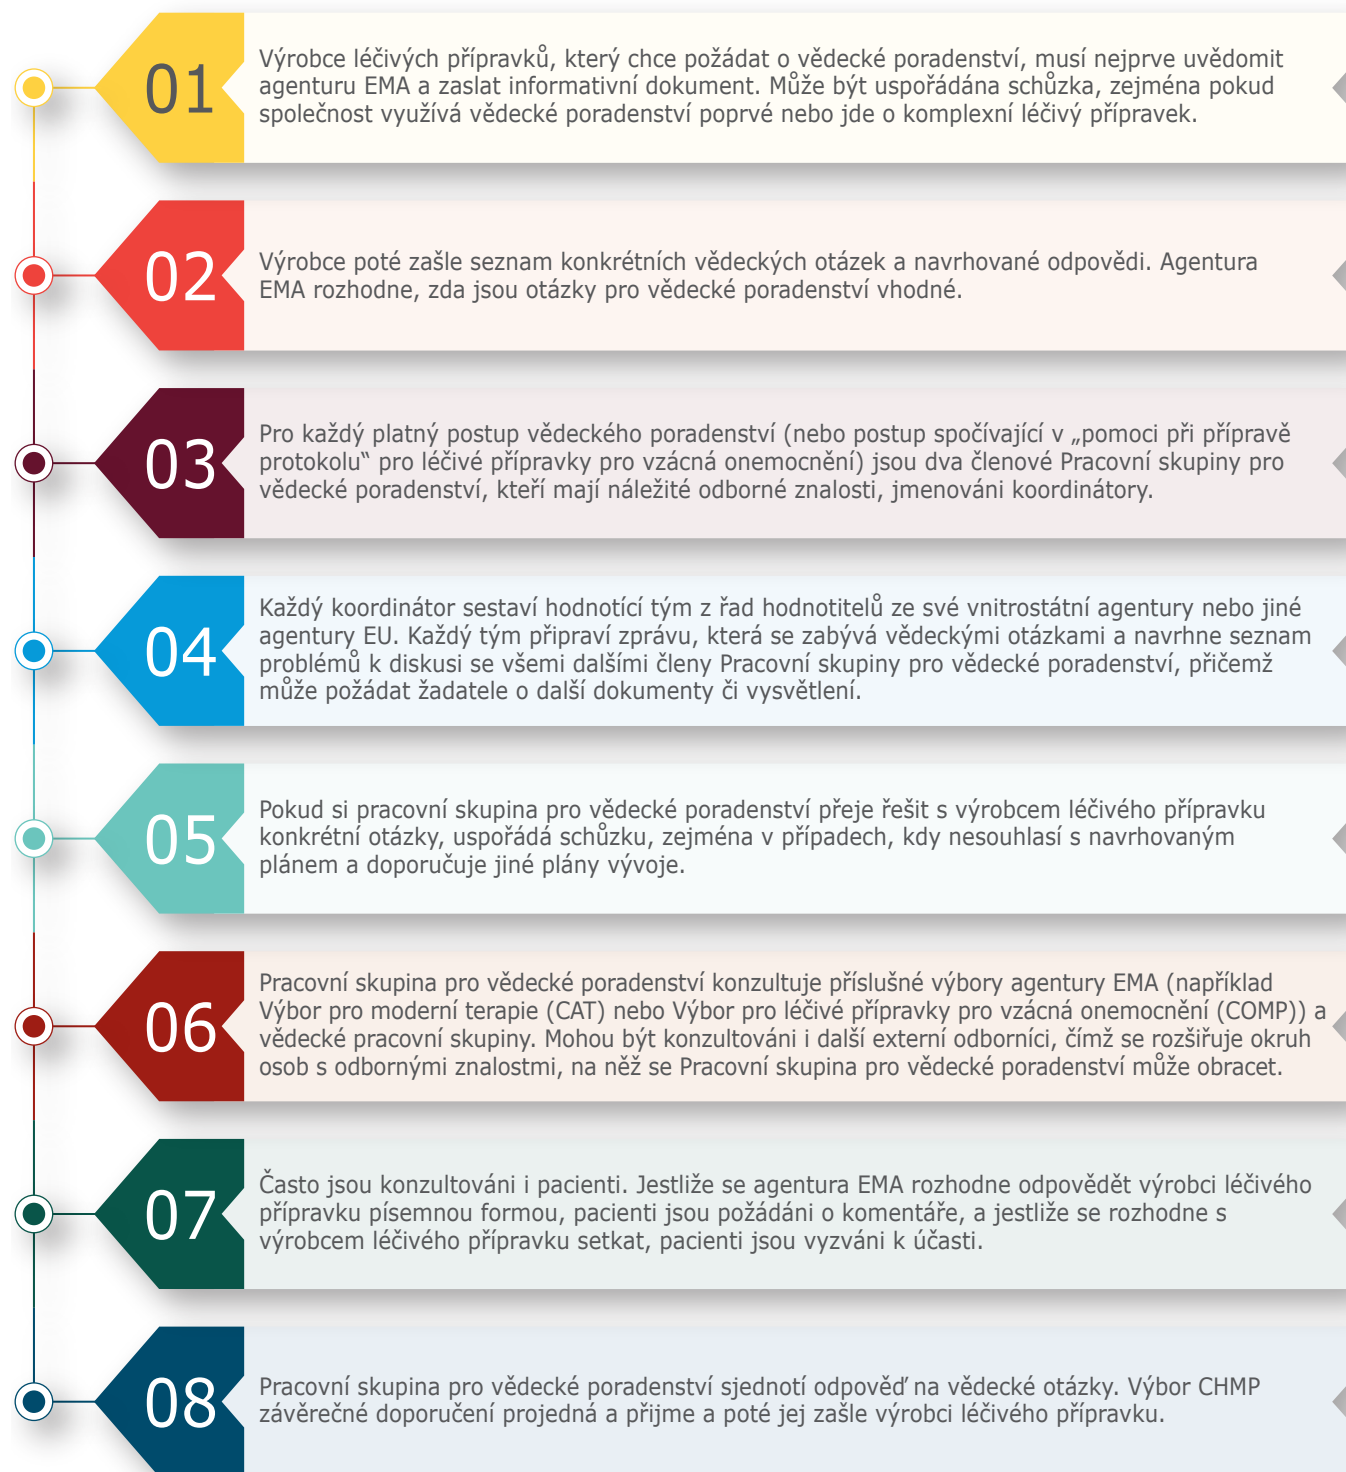 01
Výrobce léčivých přípravků, který chce požádat o vědecké poradenství, musí nejprve uvědomit
agenturu EMA a zaslat informativní dokument. Může být uspořádána schůzka, zejména pokud
společnost využívá vědecké poradenství poprvé nebo jde o komplexní léčivý přípravek.
02
Výrobce poté zašle seznam konkrétních vědeckých otázek a navrhované odpovědi. Agentura
EMA rozhodne, zda jsou otázky pro vědecké poradenství vhodné.
03
Pro každý platný postup vědeckého poradenství (nebo postup spočívající v „pomoci při přípravě
protokolu“ pro léčivé přípravky pro vzácná onemocnění) jsou dva členové Pracovní skupiny pro
vědecké poradenství, kteří mají náležité odborné znalosti, jmenováni koordinátory.
04
Každý koordinátor sestaví hodnotící tým z řad hodnotitelů ze své vnitrostátní agentury nebo jiné
agentury EU. Každý tým připraví zprávu, která se zabývá vědeckými otázkami a navrhne seznam
problémů k diskusi se všemi dalšími členy Pracovní skupiny pro vědecké poradenství, přičemž
může požádat žadatele o další dokumenty či vysvětlení.
05
Pokud si pracovní skupina pro vědecké poradenství přeje řešit s výrobcem léčivého přípravku
konkrétní otázky, uspořádá schůzku, zejména v případech, kdy nesouhlasí s navrhovaným
plánem a doporučuje jiné plány vývoje.
06
Pracovní skupina pro vědecké poradenství konzultuje příslušné výbory agentury EMA (například
Výbor pro moderní terapie (CAT) nebo Výbor pro léčivé přípravky pro vzácná onemocnění (COMP)) a
vědecké pracovní skupiny. Mohou být konzultováni i další externí odborníci, čímž se rozšiřuje okruh
osob s odbornými znalostmi, na něž se Pracovní skupina pro vědecké poradenství může obracet.
07
Často jsou konzultováni i pacienti. Jestliže se agentura EMA rozhodne odpovědět výrobci léčivého
přípravku písemnou formou, pacienti jsou požádáni o komentáře, a jestliže se rozhodne s
výrobcem léčivého přípravku setkat, pacienti jsou vyzváni k účasti.
08
Pracovní skupina pro vědecké poradenství sjednotí odpověď na vědecké otázky. Výbor CHMP
závěrečné doporučení projedná a přijme a poté jej zašle výrobci léčivého přípravku.